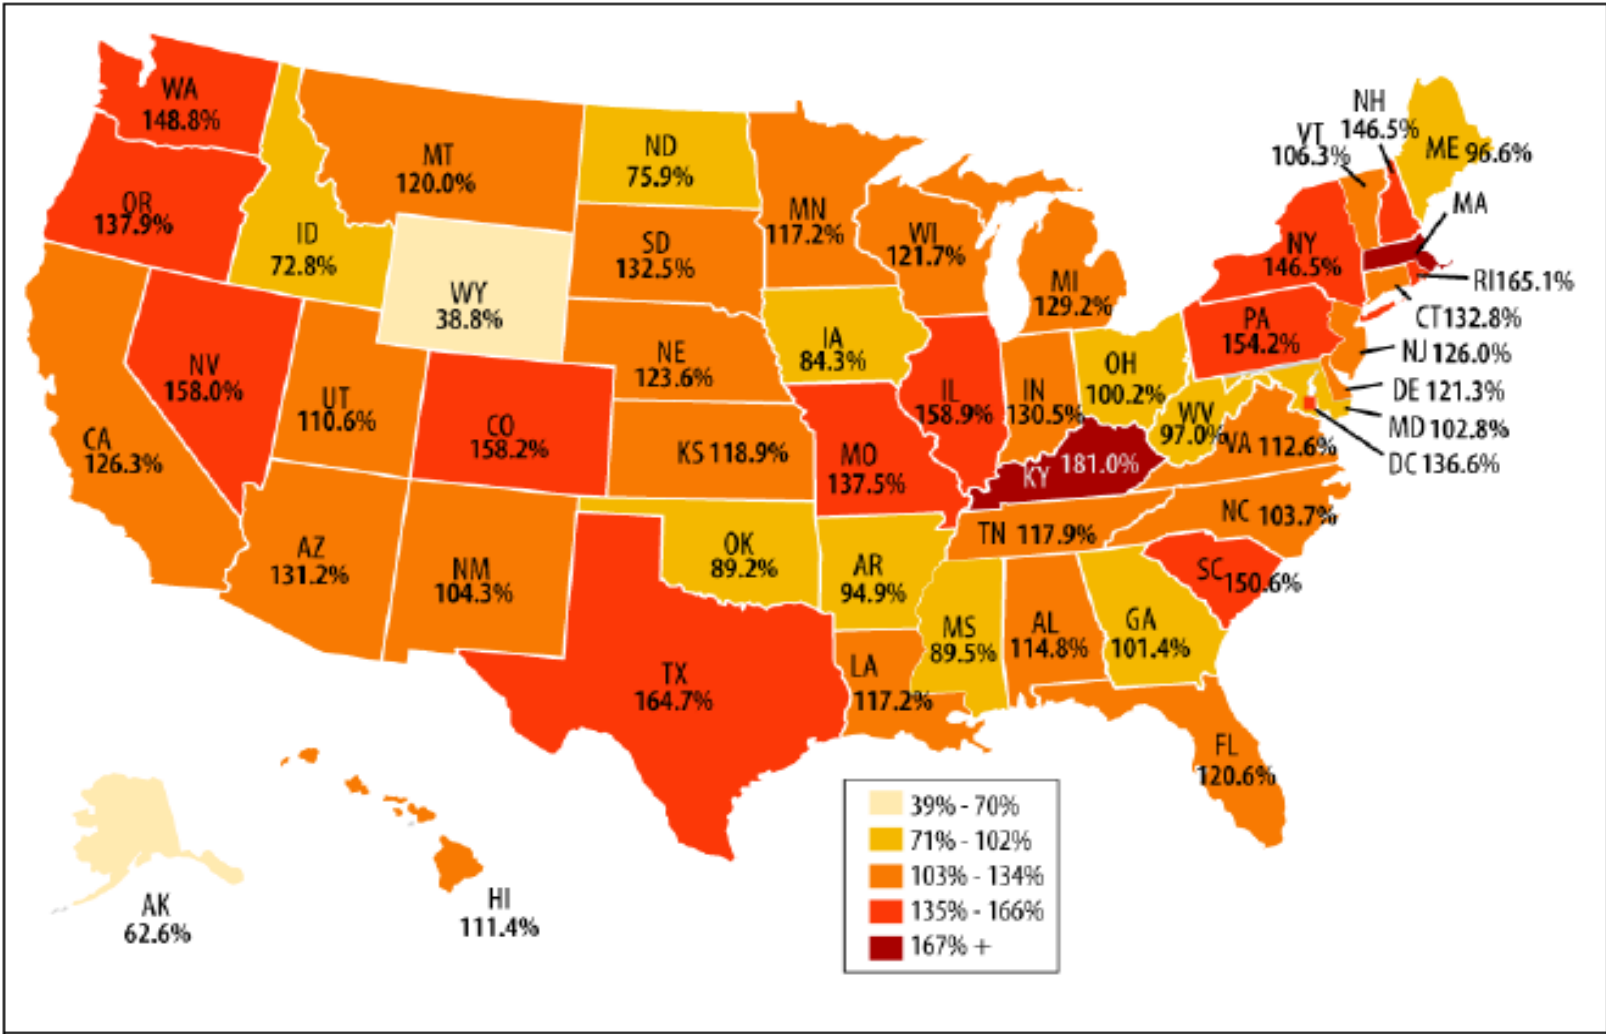 WA
148.8%
OR
137.9%
CA
126.3%
NV
158.0%
ID
72.8%
MT
120.0%
WY
38.8%
UT
110.6%
CO
158.2%
AZ
131.2%
NM
104.3%
ND
75.9%
SD
132.5%
NE
123.6%
KS 118.9%
OK
89.2%
TX
164.7%
MN
117.2%
IA
84.3%
MO
137.5%
AR
94.9%
LA
117.2%
WI
121.7%
IL
158.9%
MI
129.2%
IN
130.5%
OH
100.2%
KY 181.0%
TN 117.9%
MS
89.5%
AL
114.8%
GA
101.4%
FL
120.6%
SC 150.6%
NC 103.7%
VA 112.6%
WV
97.0%
PA
154.2%
NY
146.5%
VT
106.3%
NH
146.5%
ME 96.6%
MA
RI 165.1%
CT 132.8%
NJ 126.0%
DE 121.3%
MD 102.8%
DC 136.6%
AK
62.6%
HI
111.4%
39% - 70%
71% - 102%
103% - 134%
135% - 166%
167% +